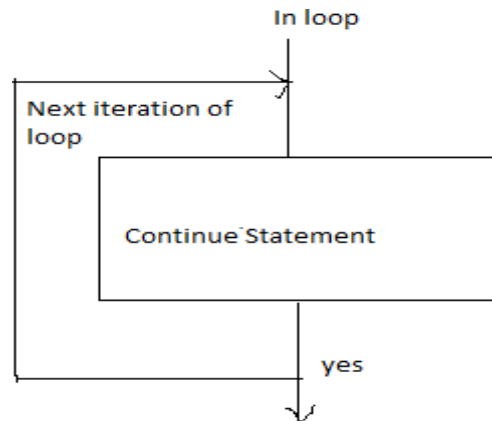 In loop
Next iteration of
loop
Continue Statement
yes